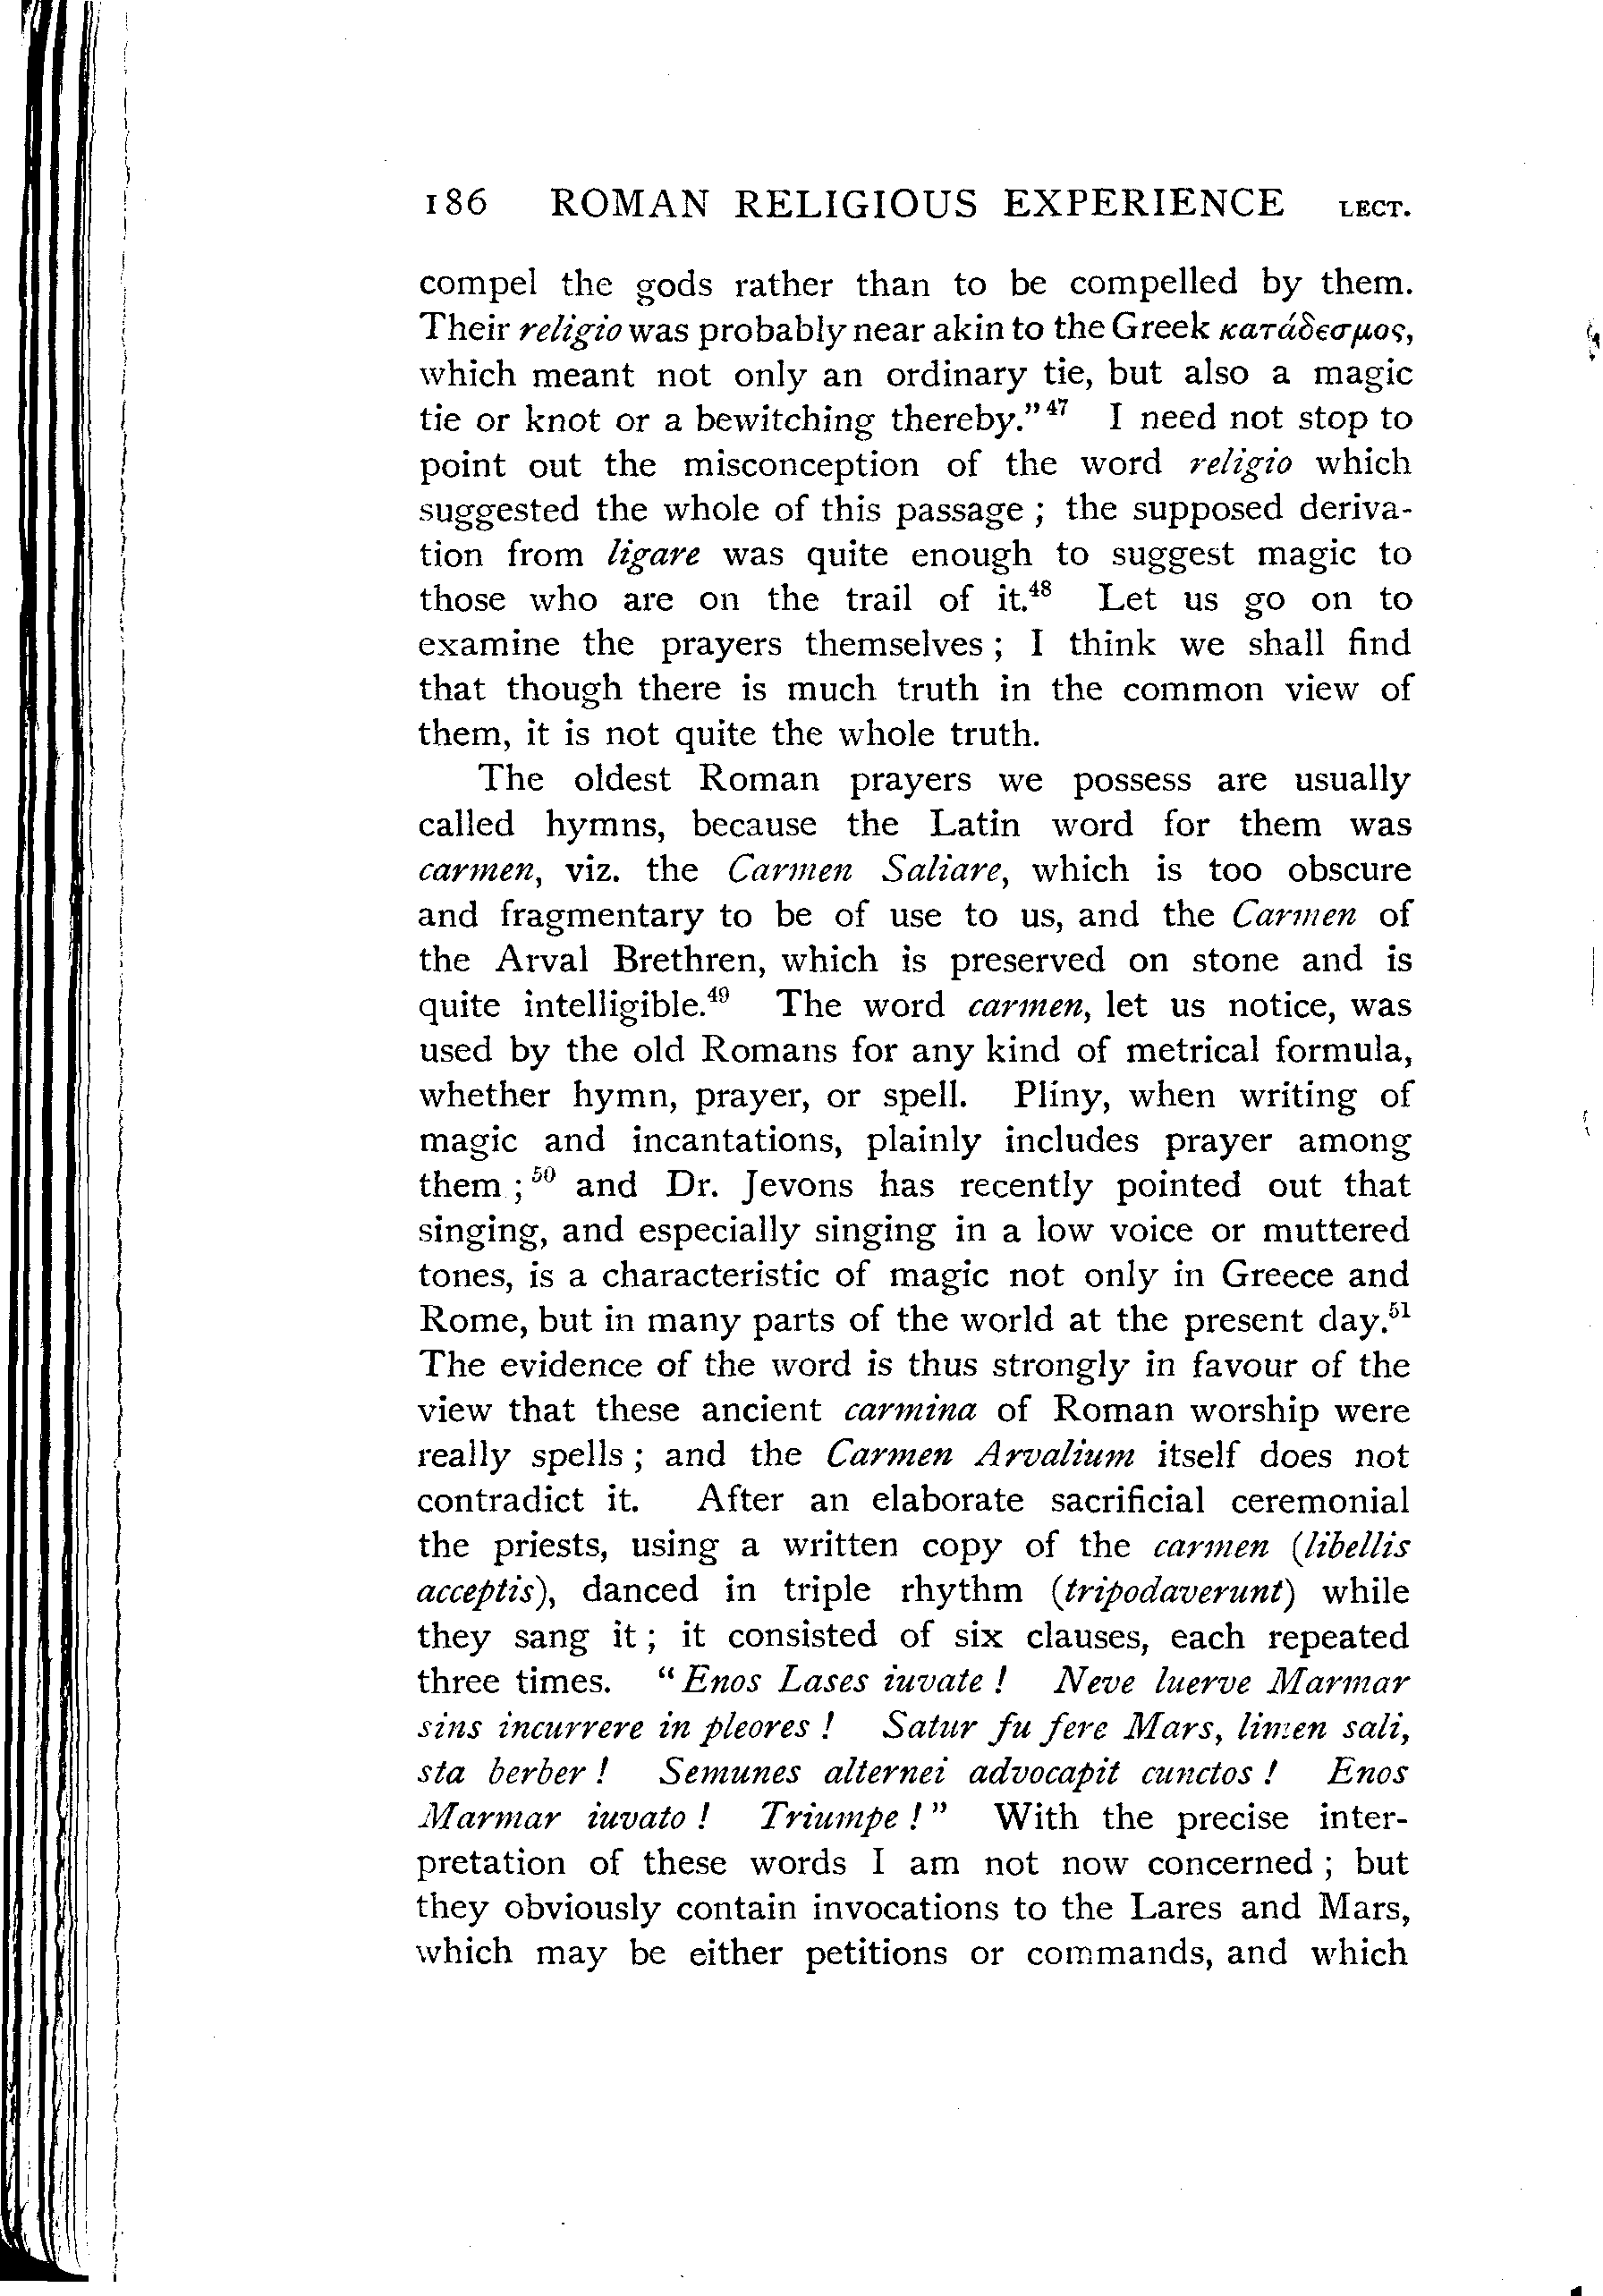 186 ROMAN RELIGIOUS EXPERIENCE LECT.
compel the gods rather than to be compelled by them.
Their religio was probably near akin to the Greek κατάδεσμος,
which meant not only an ordinary tie, but also a magic
tie or knot or a bewitching thereby."⁴⁷ I need not stop to
point out the misconception of the word religio which
suggested the whole of this passage ; the supposed deriva-
tion from ligare was quite enough to suggest magic to
those who are on the trail of it.⁴⁸ Let us go on to
examine the prayers themselves ; I think we shall find
that though there is much truth in the common view of
them, it is not quite the whole truth.
The oldest Roman prayers we possess are usually
called hymns, because the Latin word for them was
carmen, viz. the Carmen Saliare, which is too obscure
and fragmentary to be of use to us, and the Carmen of
the Arval Brethren, which is preserved on stone and is
quite intelligible.⁴⁹ The word carmen, let us notice, was
used by the old Romans for any kind of metrical formula,
whether hymn, prayer, or spell. Pliny, when writing of
magic and incantations, plainly includes prayer among
them ; ⁵⁰ and Dr. Jevons has recently pointed out that
singing, and especially singing in a low voice or muttered
tones, is a characteristic of magic not only in Greece and
Rome, but in many parts of the world at the present day.⁵¹
The evidence of the word is thus strongly in favour of the
view that these ancient carmina of Roman worship were
really spells ; and the Carmen Arvalium itself does not
contradict it. After an elaborate sacrificial ceremonial
the priests, using a written copy of the carmen (libellis
acceptis), danced in triple rhythm (tripodaverunt) while
they sang it ; it consisted of six clauses, each repeated
three times. "Enos Lases iuvate ! Neve luerve Marmar
sins incurrere in pleores ! Satur fu fere Mars, limen sali,
sta berber ! Semunes alternei advocapit cunctos ! Enos
Marmar iuvato ! Triumpe !" With the precise inter-
pretation of these words I am not now concerned ; but
they obviously contain invocations to the Lares and Mars,
which may be either petitions or commands, and which